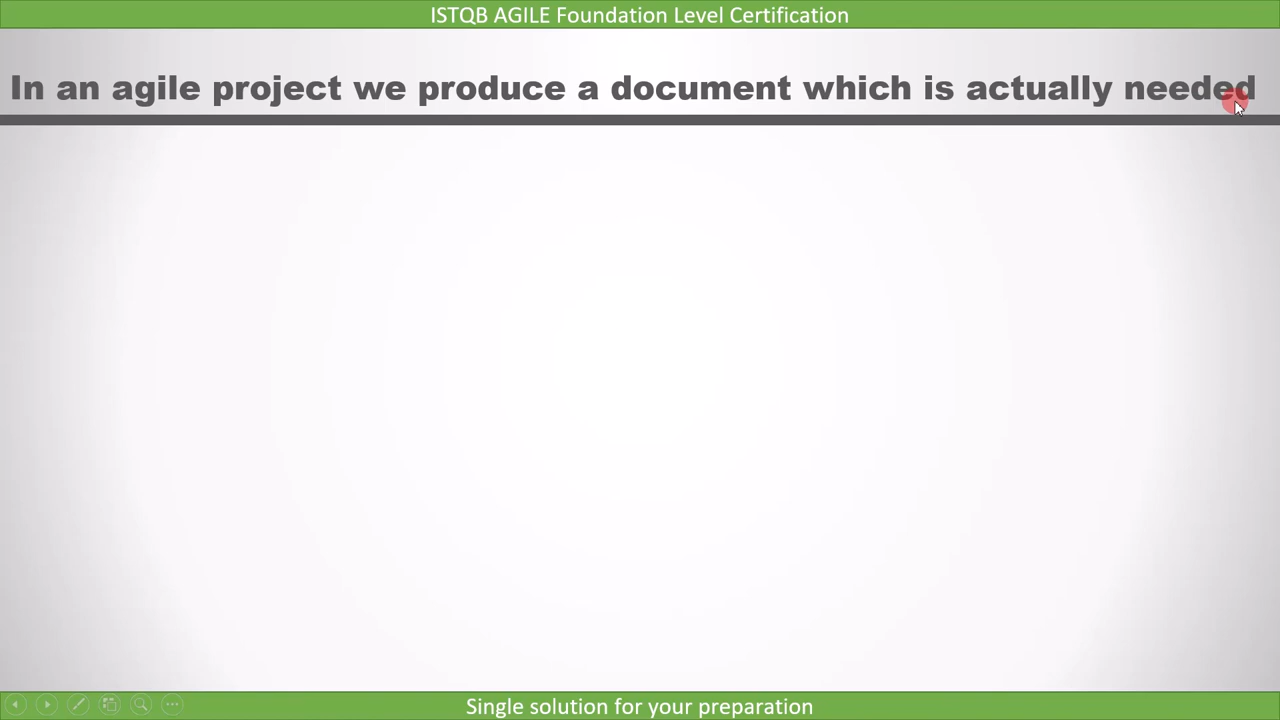 ISTQB AGILE Foundation Level Certification
In an agile project we produce a document which is actually needed
Single solution for your preparation